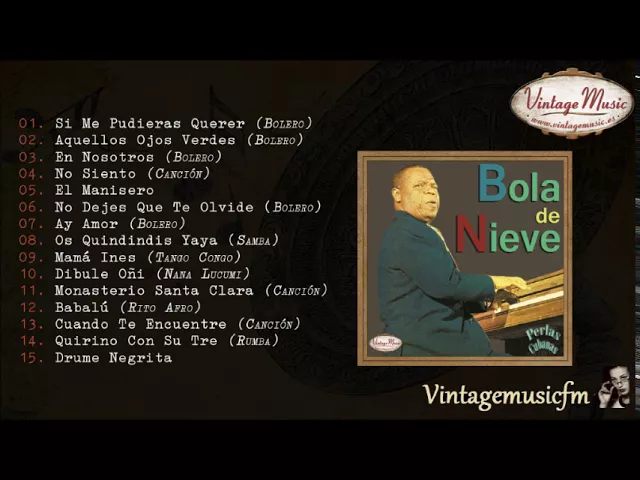 01. Si Me Pudieras Querer (Bolero)
02. Aquellos Ojos Verdes (Bolero)
03. En Nosotros (Bolero)
04. No Siento (Canción)
05. El Manisero
06. No Dejes Que Te Olvide (Bolero)
07. Ay Amor (Bolero)
08. Os Quindindis Yaya (Samba)
09. Mamá Ines (Tango Congo)
10. Dibule Oñi (Nana Lucumi)
11. Monasterio Santa Clara (Canción)
12. Babalú (Rito Afro)
13. Cuando Te Encuentre (Canción)
14. Quirino Con Su Tre (Rumba)
15. Drume Negrita
Vintage Music
www.vintagemusic.es
Bola
de
Nieve
Vintage Music
Perlas
Cubanas
Vintagemusicfm